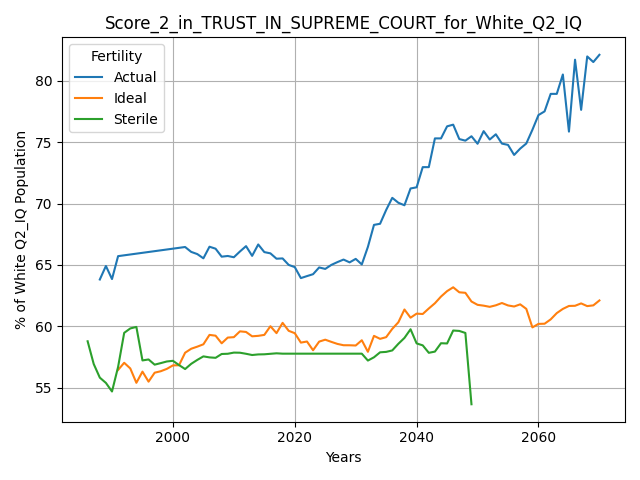 Score_2_in_TRUST_IN_SUPREME_COURT_for_White_Q2_IQ
Fertility
Actual
Ideal
Sterile
% of White Q2_IQ Population
80
75
70
65
60
55
2000
2020
2040
2060
Years